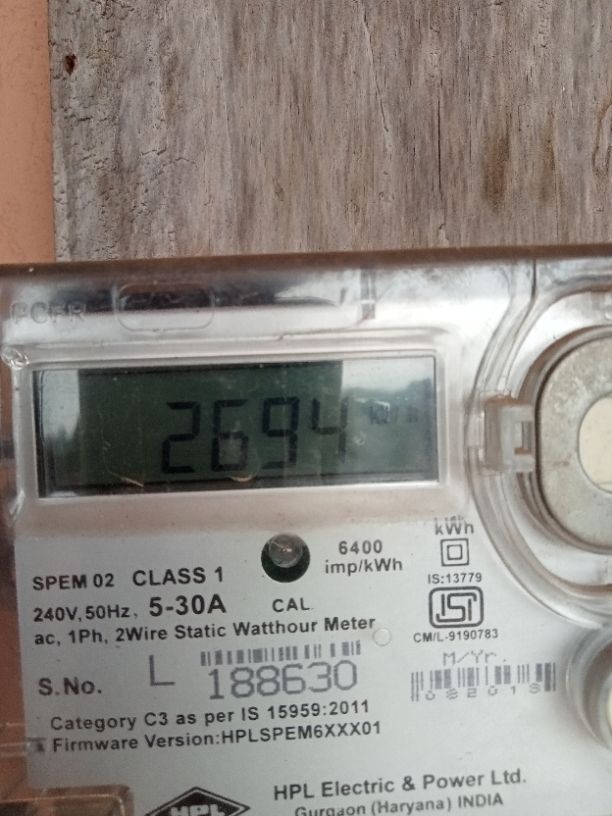 2694 kWh
kWh
6400
imp/kWh
SPEM 02 CLASS 1
IS:13779
240V, 50Hz, 5-30A CAL.
ac, 1Ph, 2Wire Static Watthour Meter
CM/L-9190783
M/Yr.
S.No. L 188630
Category C3 as per IS 15959:2011
Firmware Version:HPLSPEM6XXX01
HPL
HPL Electric & Power Ltd.
Gurgaon (Haryana) INDIA